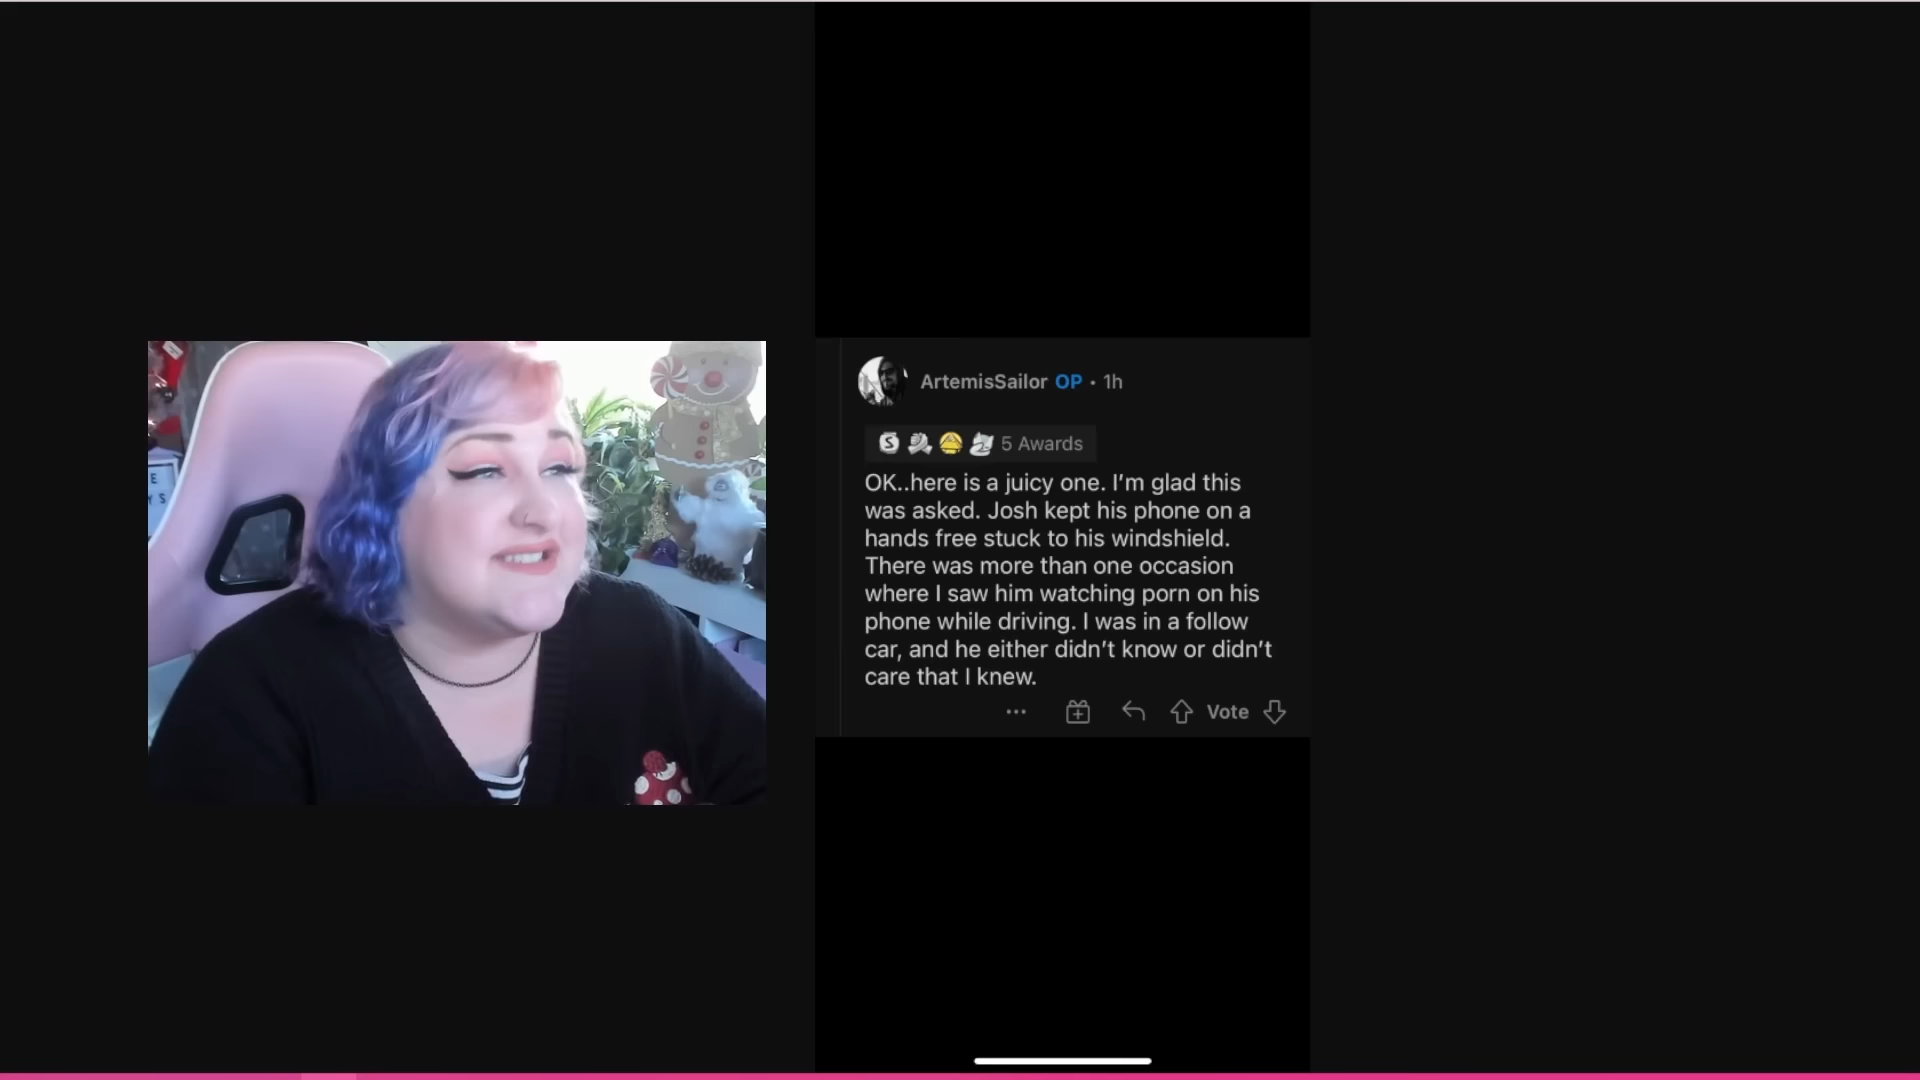 E
Y S
ArtemisSailor OP • 1h
S 5 Awards
OK..here is a juicy one. I'm glad this
was asked. Josh kept his phone on a
hands free stuck to his windshield.
There was more than one occasion
where I saw him watching porn on his
phone while driving. I was in a follow
car, and he either didn't know or didn't
care that I knew.
Vote